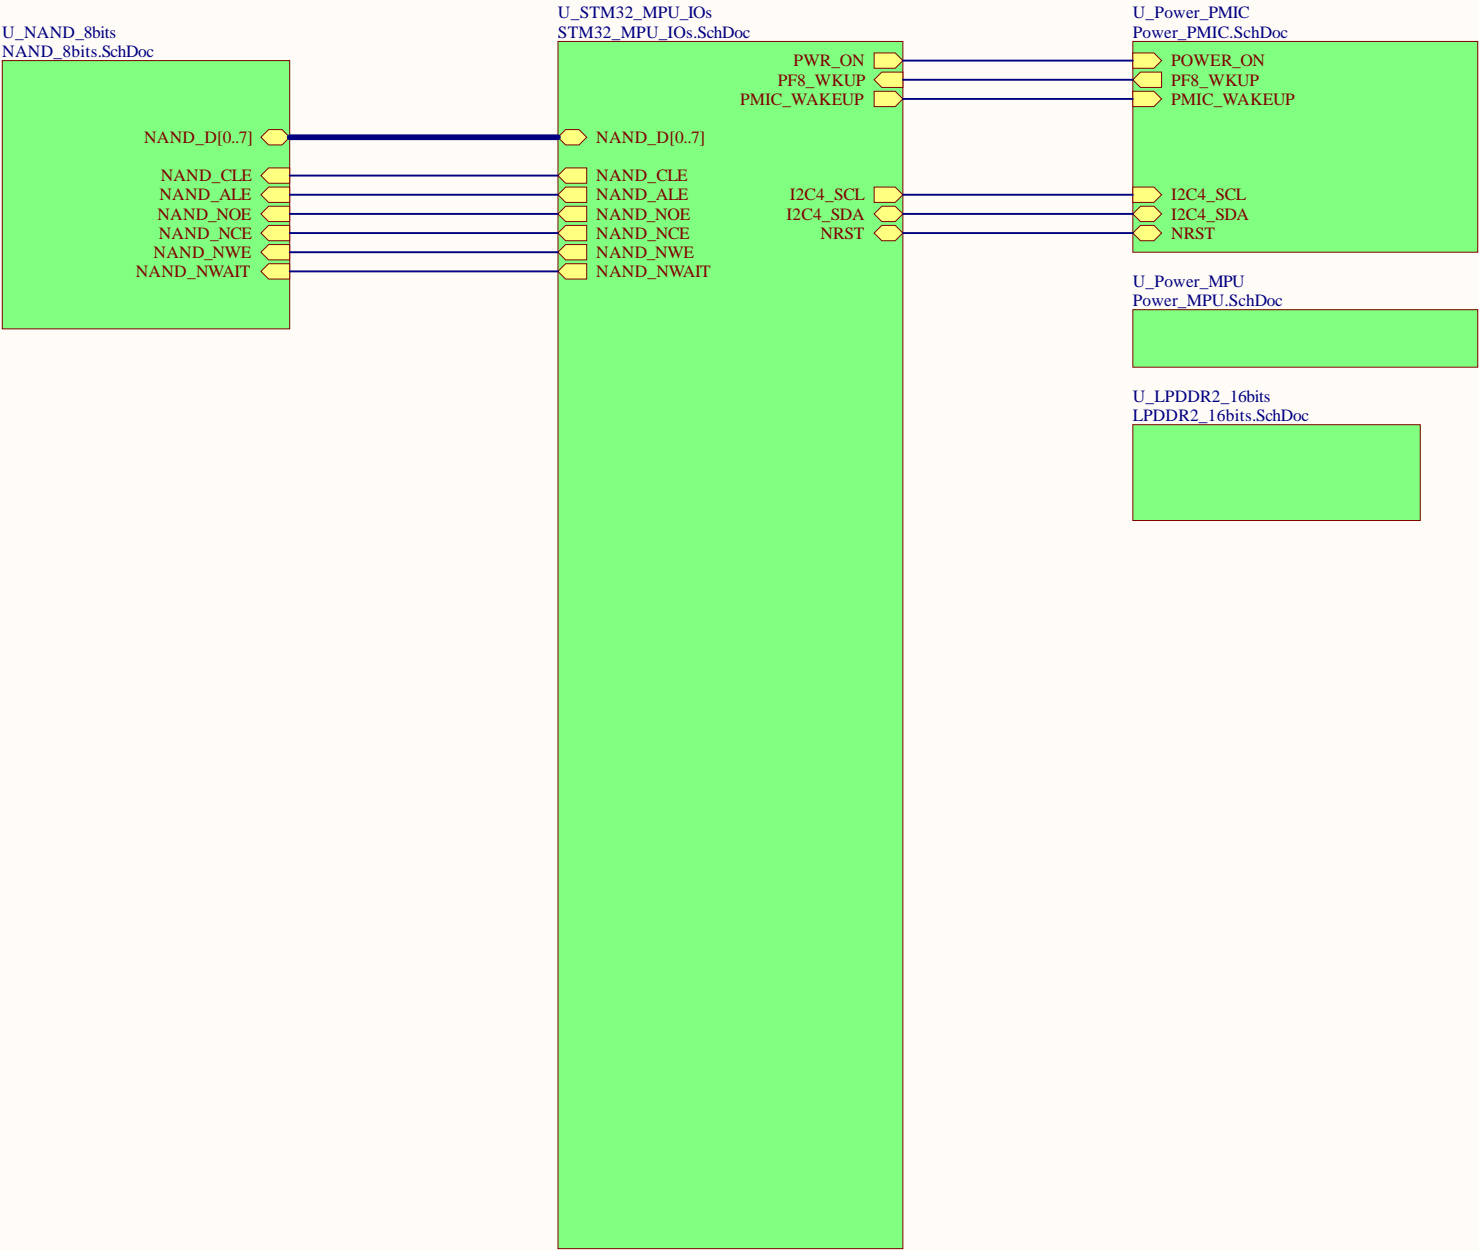 U_NAND_8bits
NAND_8bits.SchDoc
NAND_D[0..7]
NAND_CLE
NAND_ALE
NAND_NOE
NAND_NCE
NAND_NWE
NAND_NWAIT
U_STM32_MPU_IOs
STM32_MPU_IOs.SchDoc
PWR_ON
PF8_WKUP
PMIC_WAKEUP
NAND_D[0..7]
NAND_CLE
NAND_ALE
NAND_NOE
NAND_NCE
NAND_NWE
NAND_NWAIT
I2C4_SCL
I2C4_SDA
NRST
U_Power_PMIC
Power_PMIC.SchDoc
POWER_ON
PF8_WKUP
PMIC_WAKEUP
I2C4_SCL
I2C4_SDA
NRST
U_Power_MPU
Power_MPU.SchDoc
U_LPDDR2_16bits
LPDDR2_16bits.SchDoc